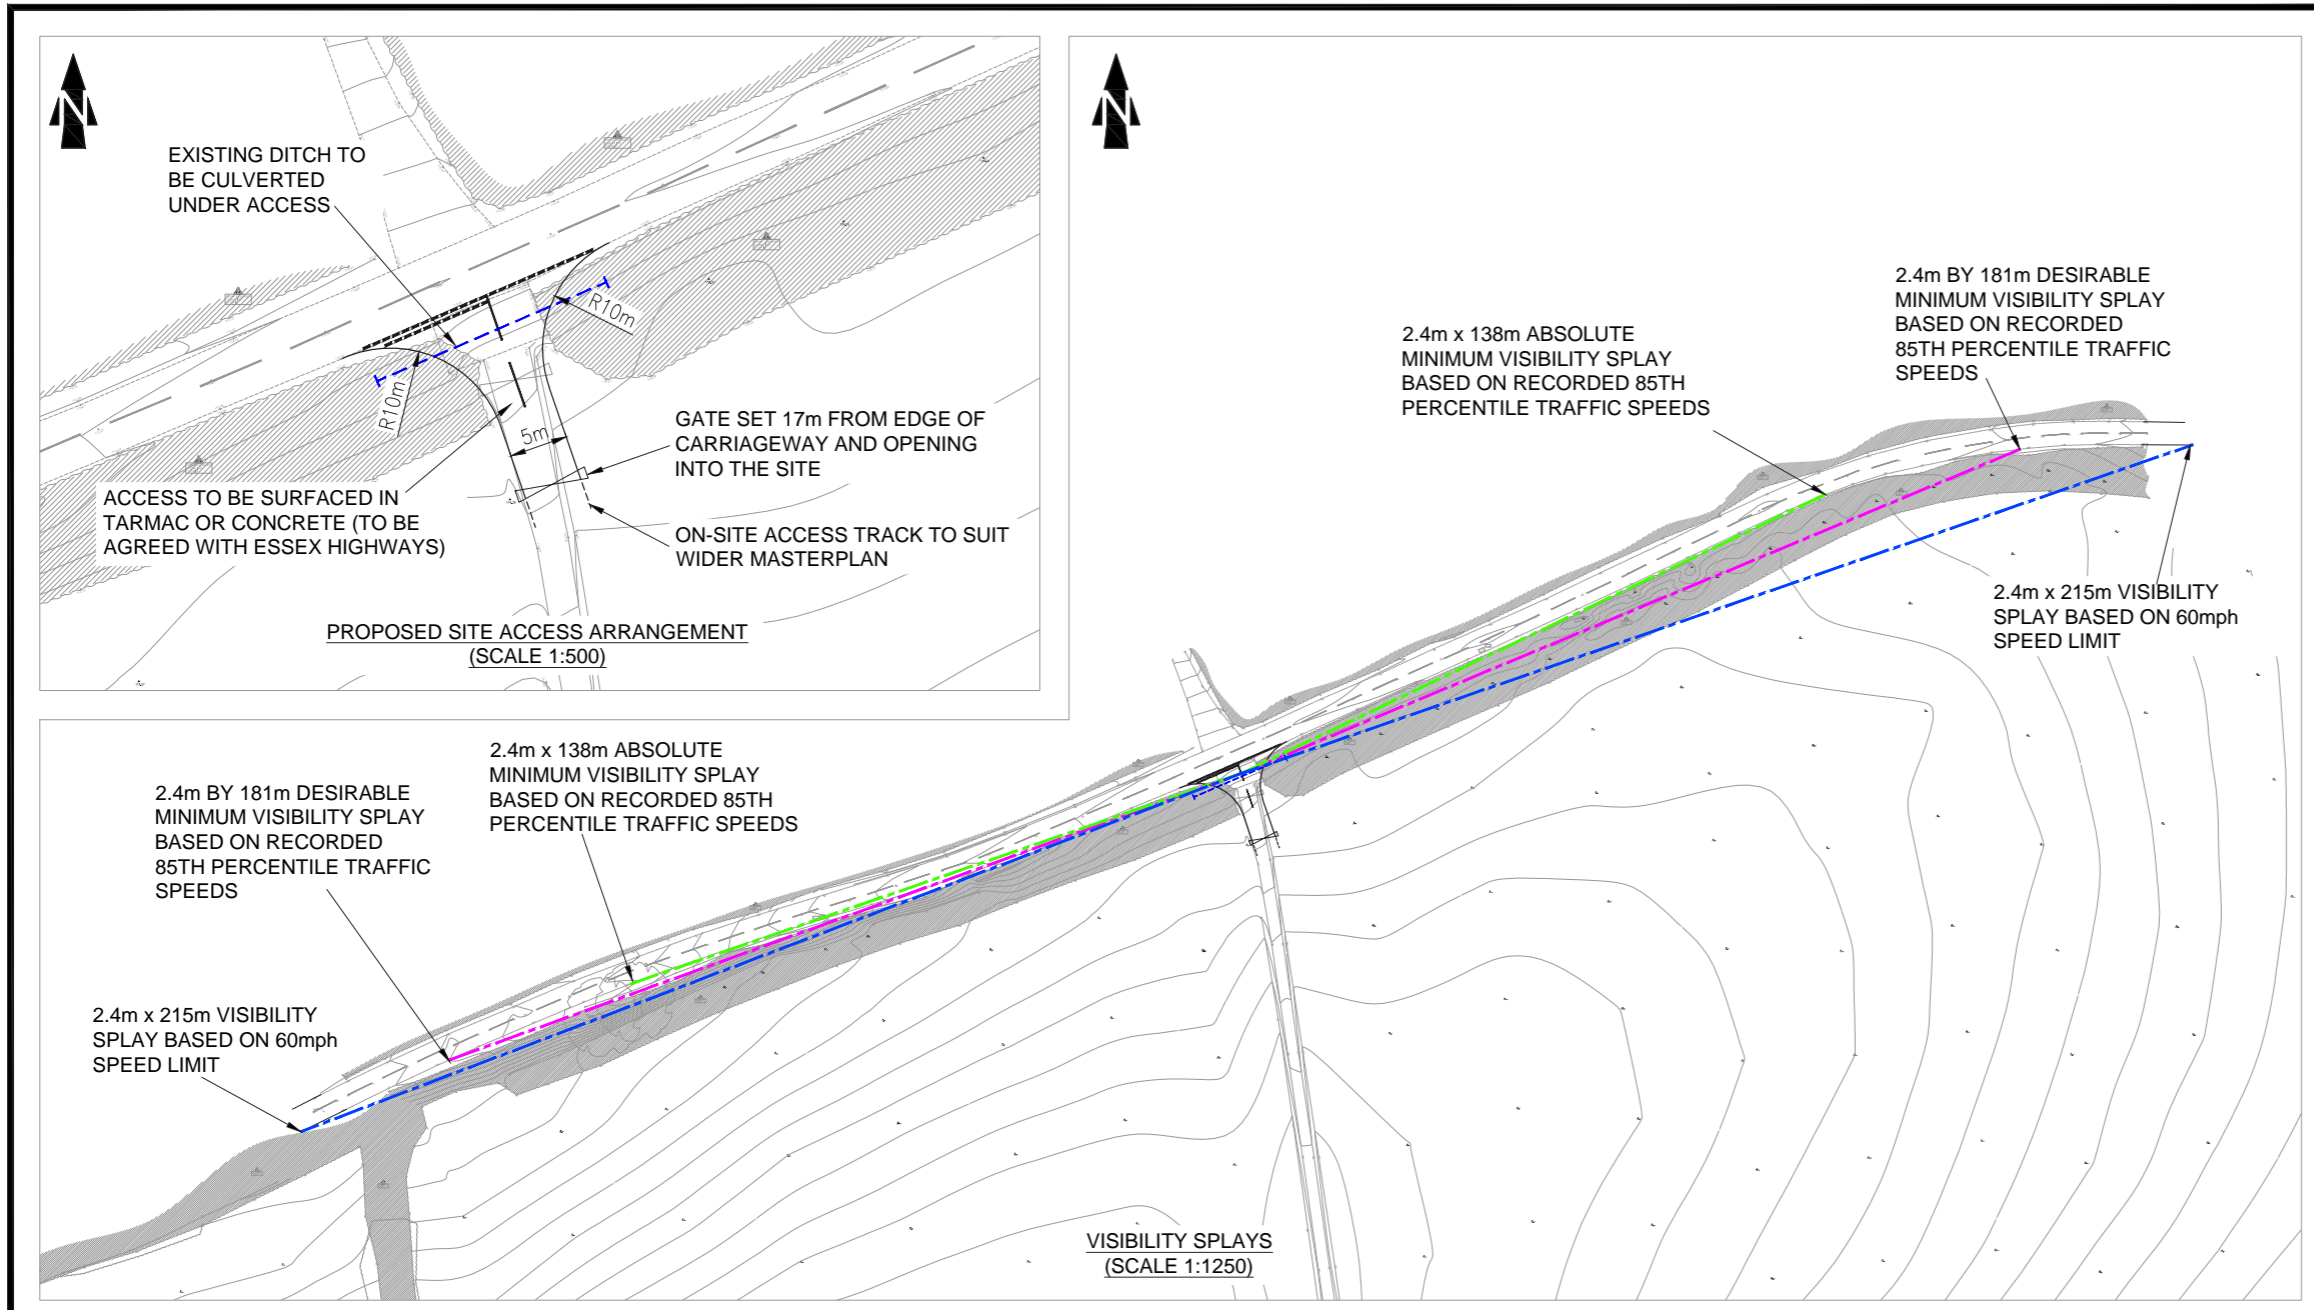 N
EXISTING DITCH TO
BE CULVERTED
UNDER ACCESS
R10m
R10m
5m
GATE SET 17m FROM EDGE OF
CARRIAGEWAY AND OPENING
INTO THE SITE
ACCESS TO BE SURFACED IN
TARMAC OR CONCRETE (TO BE
AGREED WITH ESSEX HIGHWAYS)
ON-SITE ACCESS TRACK TO SUIT
WIDER MASTERPLAN
PROPOSED SITE ACCESS ARRANGEMENT
(SCALE 1:500)
N
2.4m BY 181m DESIRABLE
MINIMUM VISIBILITY SPLAY
BASED ON RECORDED
85TH PERCENTILE TRAFFIC
SPEEDS
2.4m x 138m ABSOLUTE
MINIMUM VISIBILITY SPLAY
BASED ON RECORDED 85TH
PERCENTILE TRAFFIC SPEEDS
2.4m x 215m VISIBILITY
SPLAY BASED ON 60mph
SPEED LIMIT
2.4m x 138m ABSOLUTE
MINIMUM VISIBILITY SPLAY
BASED ON RECORDED 85TH
PERCENTILE TRAFFIC SPEEDS
2.4m BY 181m DESIRABLE
MINIMUM VISIBILITY SPLAY
BASED ON RECORDED
85TH PERCENTILE TRAFFIC
SPEEDS
2.4m x 215m VISIBILITY
SPLAY BASED ON 60mph
SPEED LIMIT
VISIBILITY SPLAYS
(SCALE 1:1250)